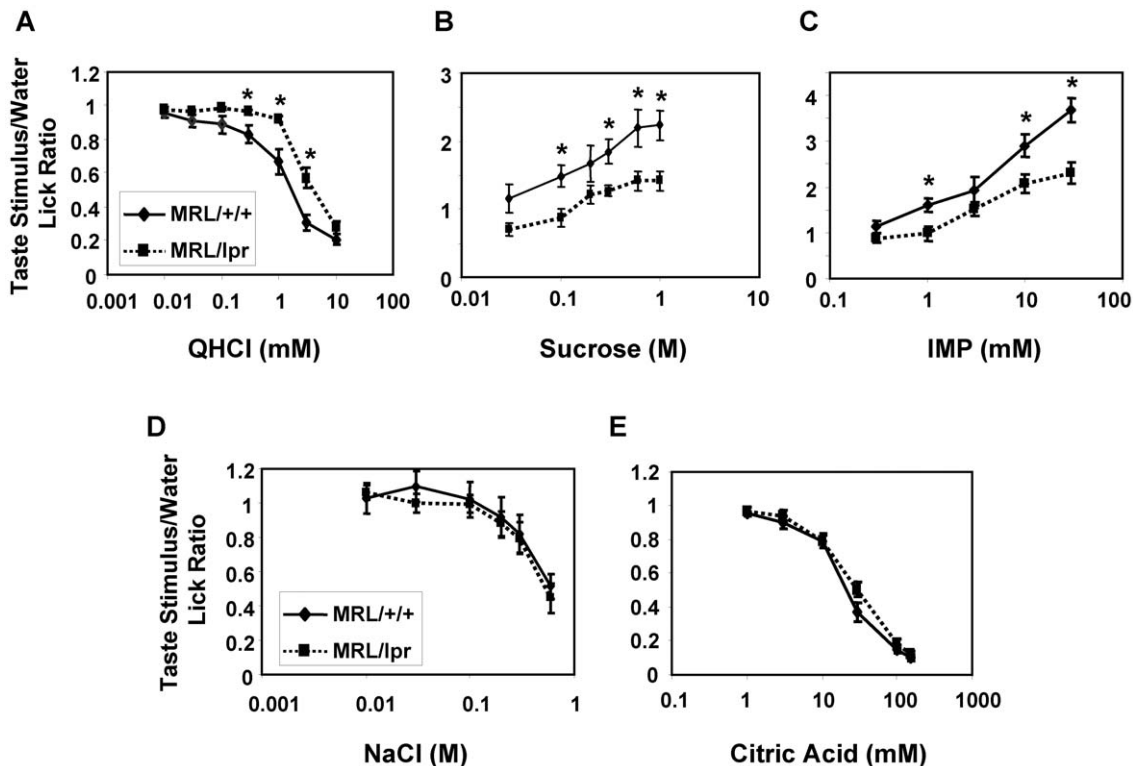 A
B
C
Taste Stimulus/Water
Lick Ratio
1.2
1
0.8
0.6
0.4
0.2
0
* * *
MRL/+/+
MRL/lpr
0.001 0.1 1 10 100
QHCl (mM)
3
2
1
0
* * * *
0.01 0.1 1 10
Sucrose (M)
4
3
2
1
0
* * *
0.1 1 10 100
IMP (mM)
D
E
Taste Stimulus/Water
Lick Ratio
1.2
1
0.8
0.6
0.4
0.2
0
MRL/+/+
MRL/lpr
0.001 0.01 0.1 1
NaCl (M)
1.2
1
0.8
0.6
0.4
0.2
0
0.1 1 10 100 1000
Citric Acid (mM)